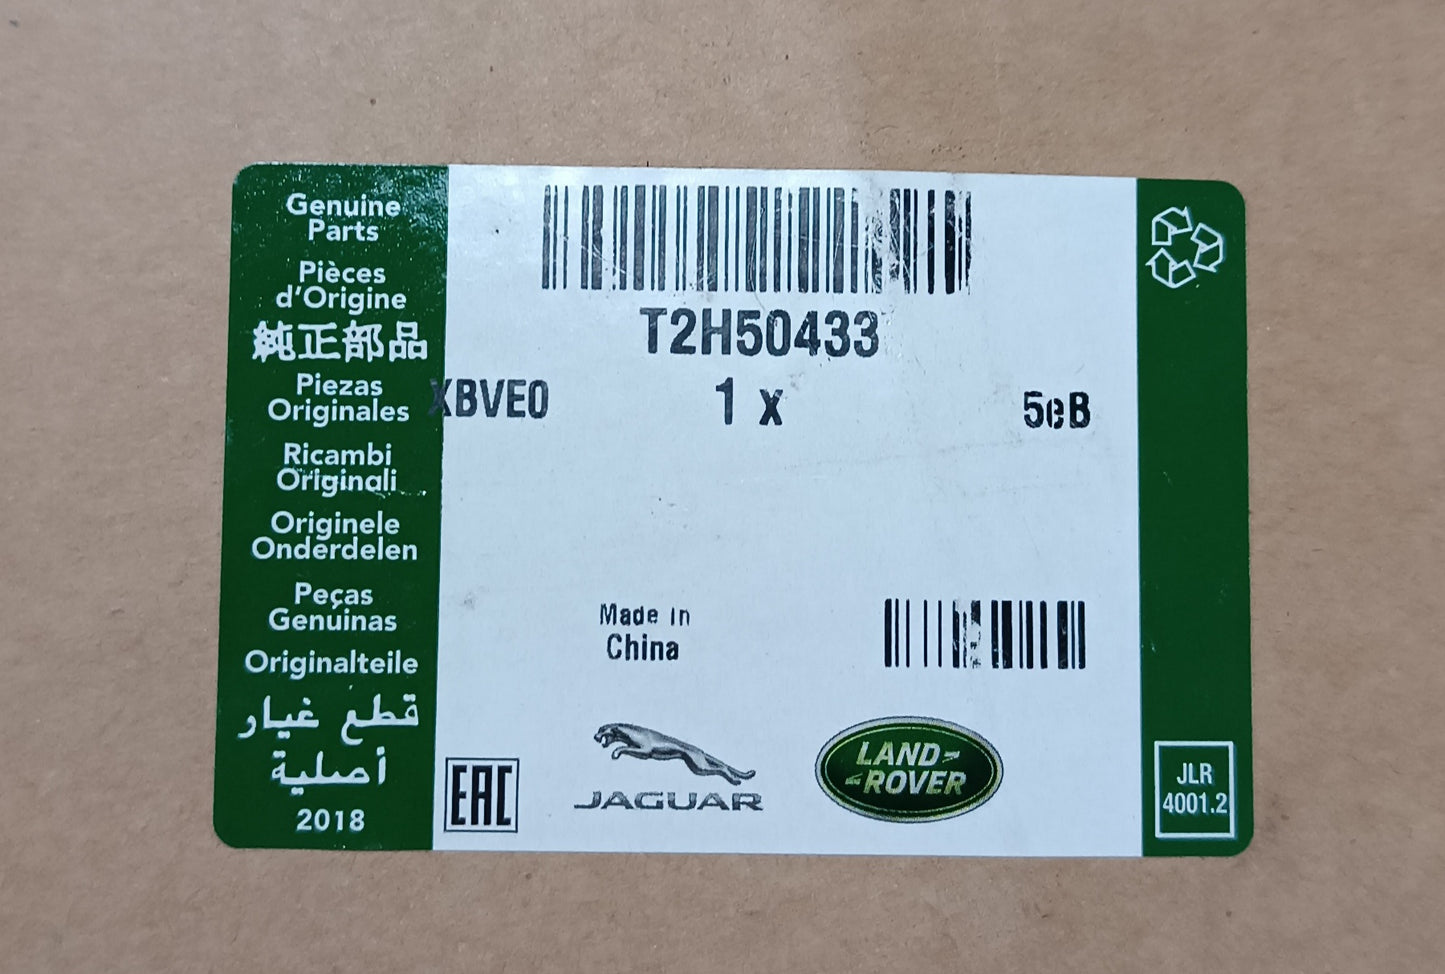 Genuine
Parts
Pièces
d'Origine
純正部品
Piezas
Originales
Ricambi
Originali
Originele
Onderdelen
Peças
Genuinas
Originalteile
قطع غيار
أصلية
2018
T2H50433
XBVE0 1 x 5eB
Made in
China
EAC
JAGUAR
LAND
ROVER
JLR
4001.2